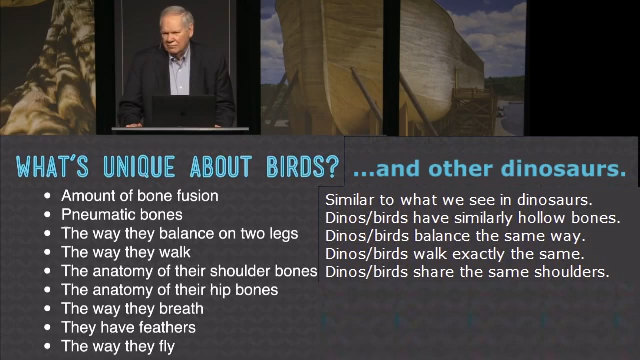 WHAT'S UNIQUE ABOUT BIRDS? ...and other dinosaurs.
• Amount of bone fusion
• Pneumatic bones
• The way they balance on two legs
• The way they walk
• The anatomy of their shoulder bones
• The anatomy of their hip bones
• The way they breath
• They have feathers
• The way they fly
Similar to what we see in dinosaurs.
Dinos/birds have similarly hollow bones.
Dinos/birds balance the same way.
Dinos/birds walk exactly the same.
Dinos/birds share the same shoulders.